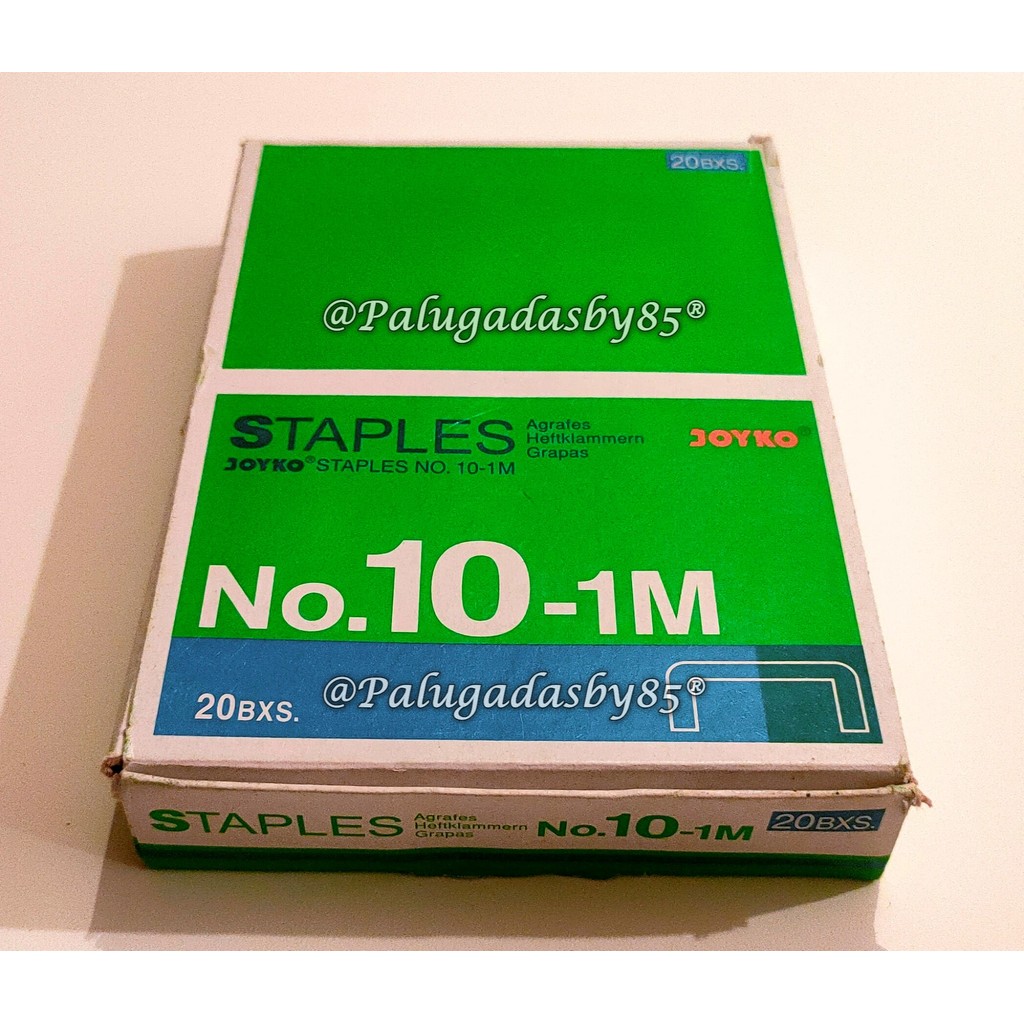 20BXS.
@Palugadasby85®
STAPLES
Agrafes
Heftklammern
Grapas
JOYKO®
JOYKO® STAPLES NO. 10-1M
No.10-1M
20BXS.
@Palugadasby85®
STAPLES
Agrafes
Heftklammern
Grapas
No.10-1M
20BXS.